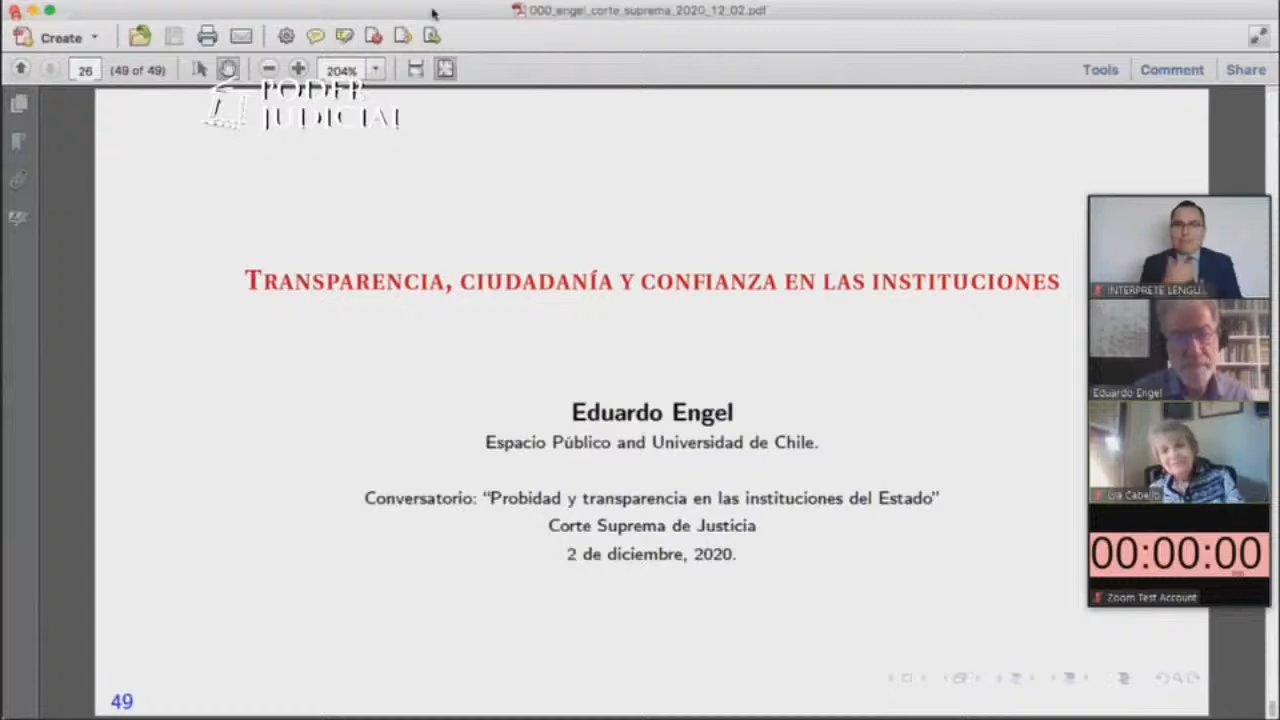 000_engel_corte_suprema_2020_12_02.pdf
Create
26 (49 of 49) 204% Tools Comment Share
PODER
JUDICIAL
TRANSPARENCIA, CIUDADANÍA Y CONFIANZA EN LAS INSTITUCIONES
INTERPRETE LENGU...
Eduardo Engel
Eduardo Engel
Espacio Público and Universidad de Chile.
Lya Cabello
Conversatorio: “Probidad y transparencia en las instituciones del Estado”
Corte Suprema de Justicia
2 de diciembre, 2020.
00:00:00
Zoom Test Account
49